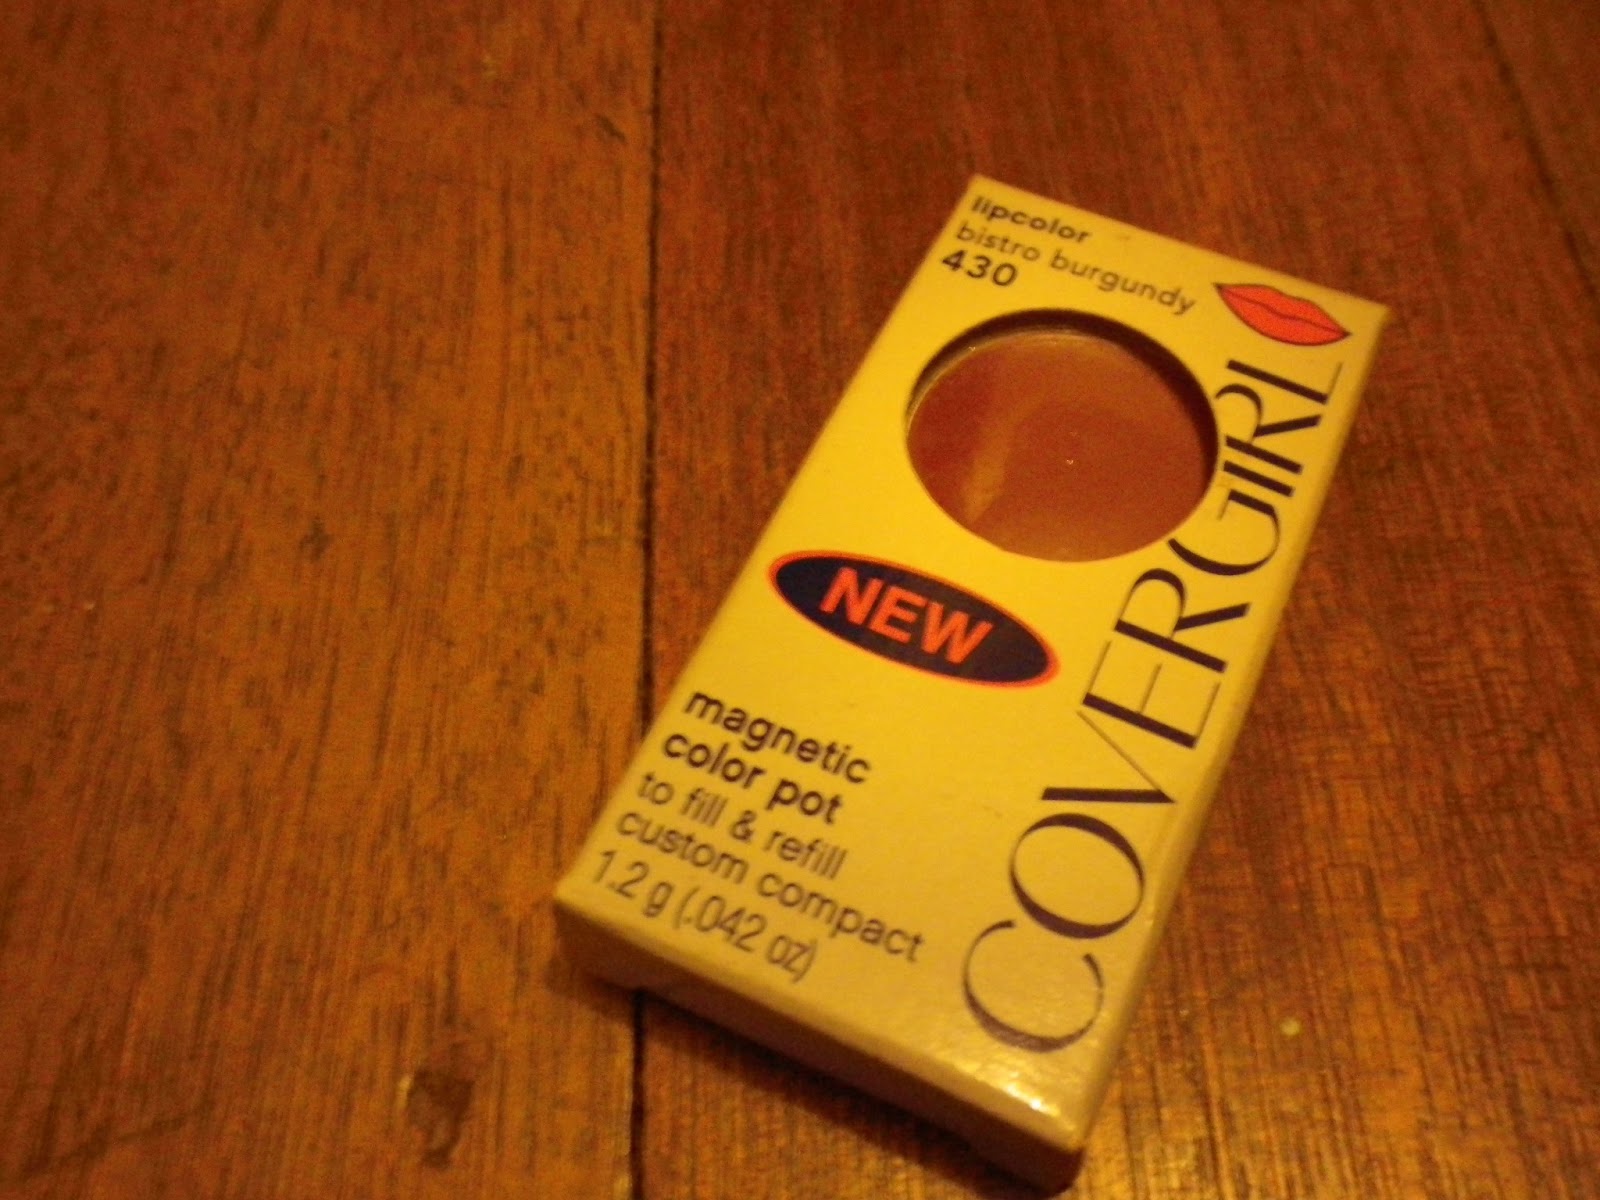 lipcolor
bistro burgundy
430
NEW
magnetic
color pot
to fill & refill
custom compact
1.2 g (.042 oz)
COVERGIRL